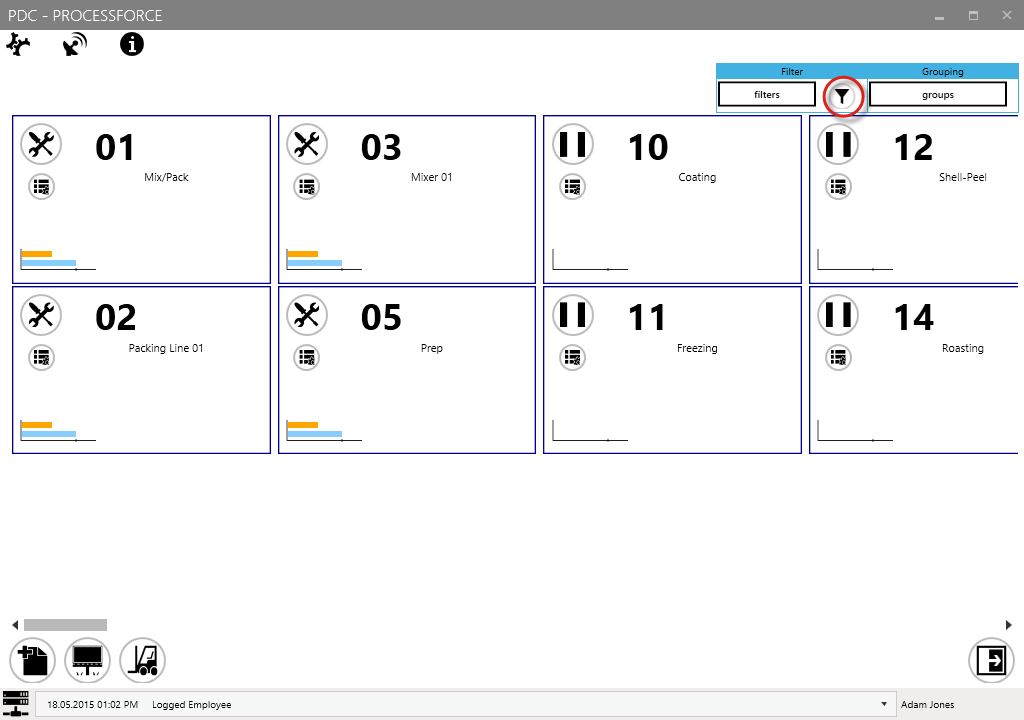 PDC - PROCESSFORCE
Filter Grouping
filters groups
01 03 10 12
Mix/Pack Mixer 01 Coating Shell-Peel
02 05 11 14
Packing Line 01 Prep Freezing Roasting
18.05.2015 01:02 PM Logged Employee Adam Jones